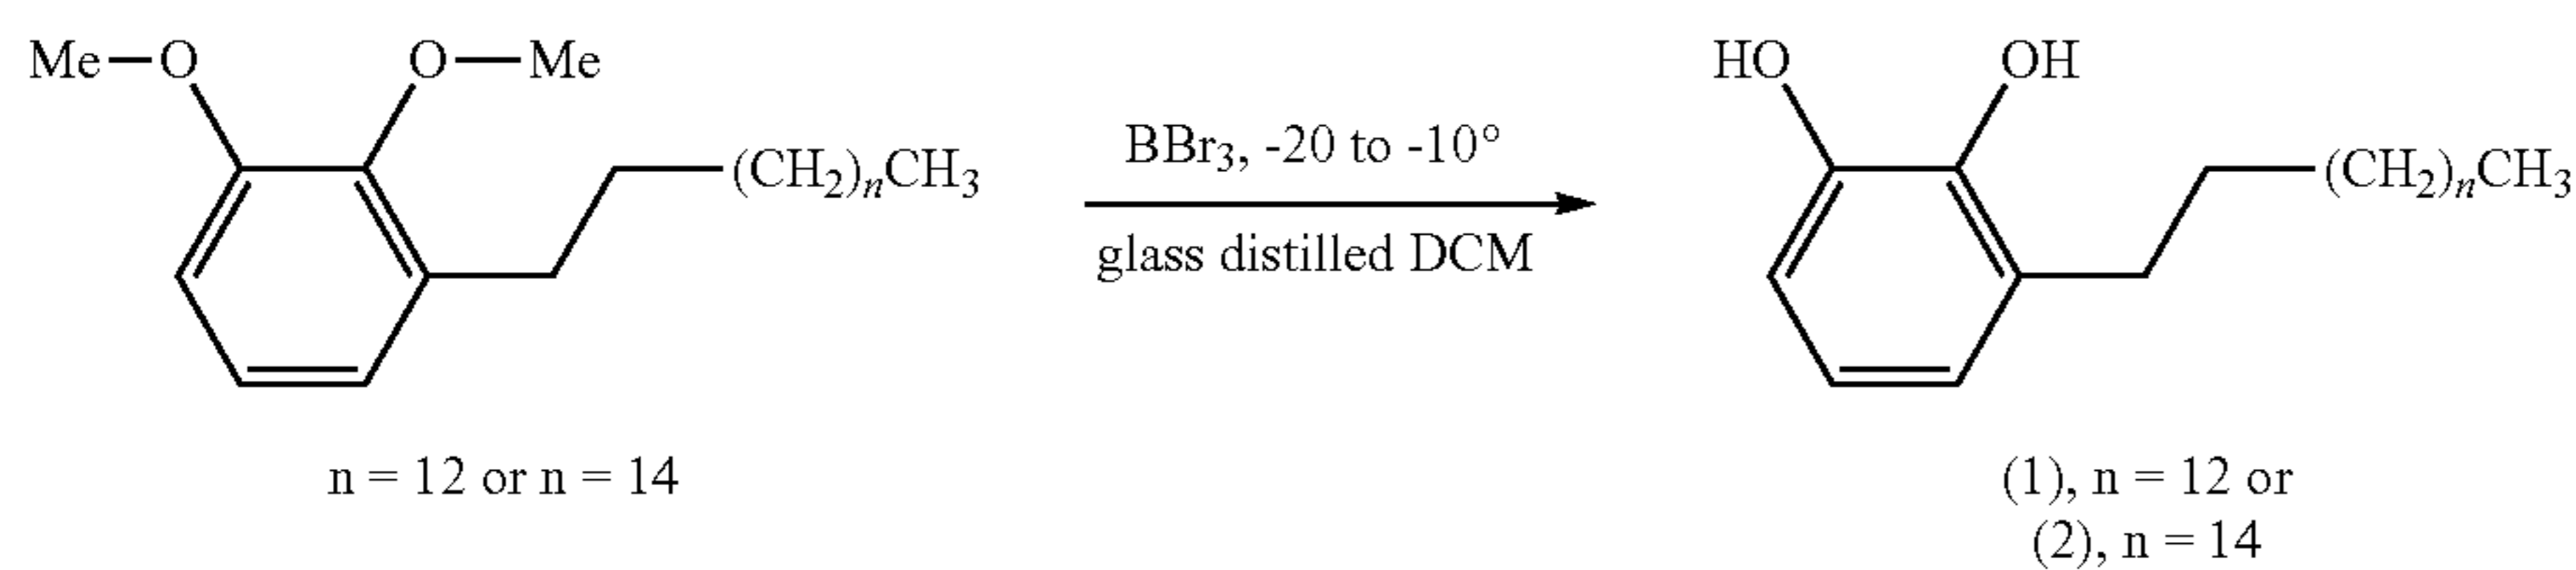 Me—O O—Me
(CH₂)ₙCH₃
n = 12 or n = 14
BBr₃, -20 to -10°
glass distilled DCM
HO OH
(CH₂)ₙCH₃
(1), n = 12 or
(2), n = 14